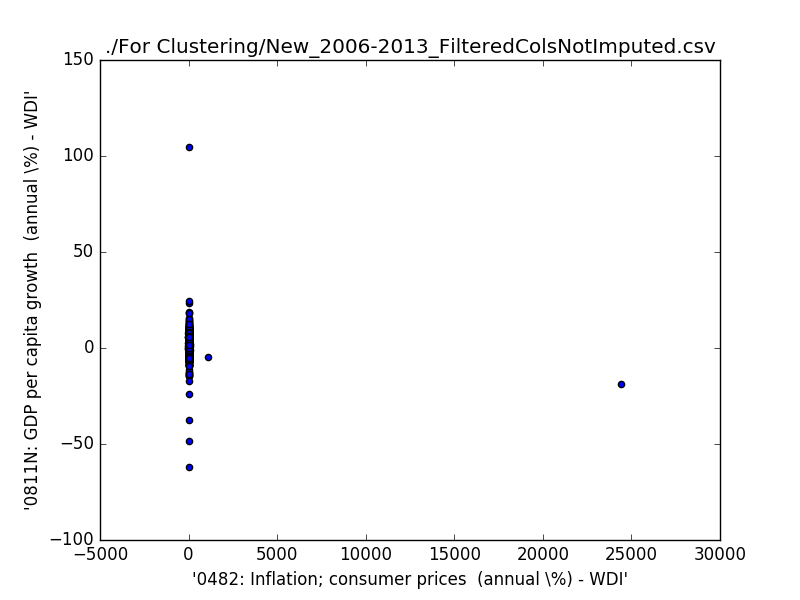 ./For Clustering/New_2006-2013_FilteredColsNotImputed.csv
150
100
50
0
−50
−100
−5000 0 5000 10000 15000 20000 25000 30000
'0811N: GDP per capita growth  (annual \%) - WDI'
'0482: Inflation; consumer prices  (annual \%) - WDI'